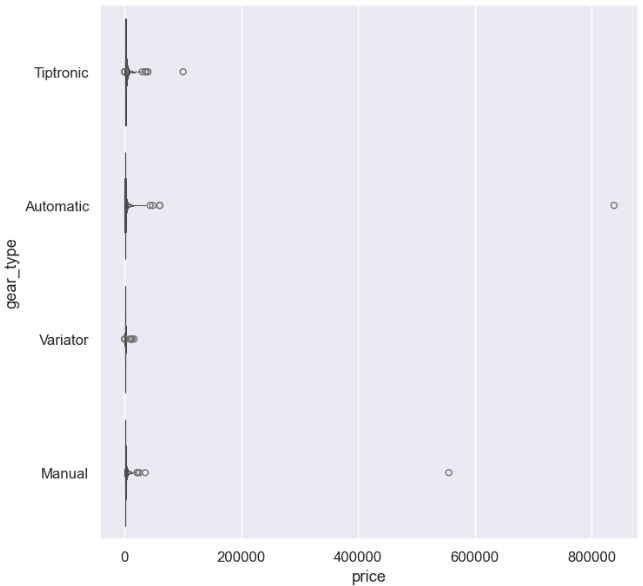 Tiptronic
Automatic
Variator
Manual
gear_type
0 200000 400000 600000 800000
price